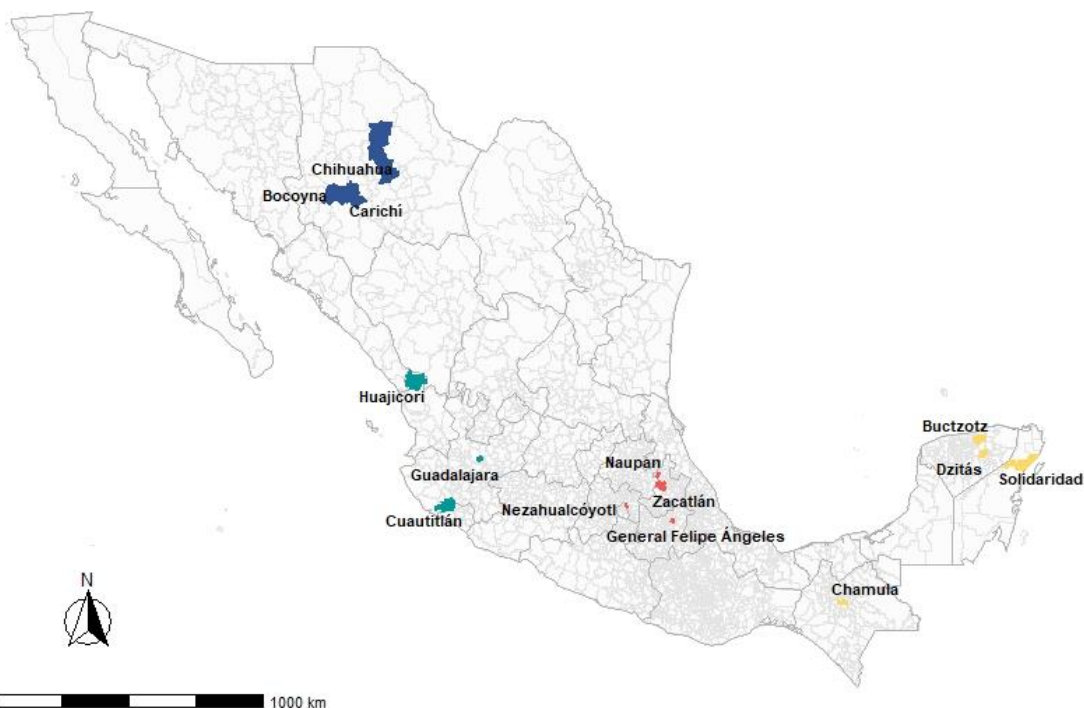 Chihuahua
Bocoyna
Carichí
Huajicori
Guadalajara
Cuautitlán
Naupan
Zacatlán
Nezahualcóyotl
General Felipe Ángeles
Buctzotz
Dzitás
Solidaridad
Chamula
N
1000 km